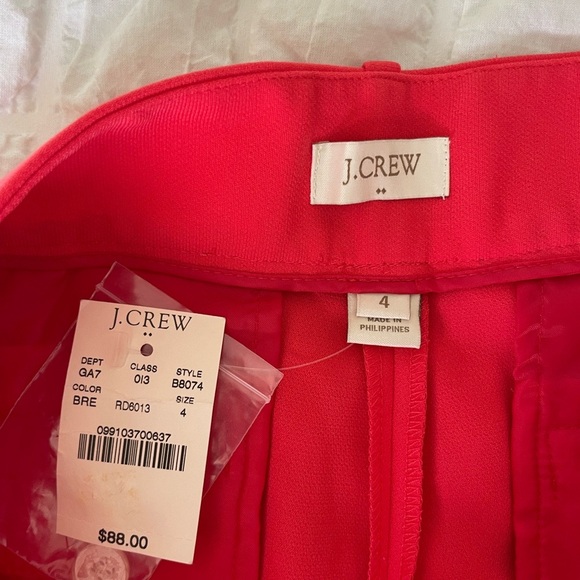 J.CREW
4
MADE IN
PHILIPPINES
J.CREW
DEPT CLASS STYLE
GA7 013 B8074
COLOR SIZE
BRE RD6013 4
099103700637
$88.00